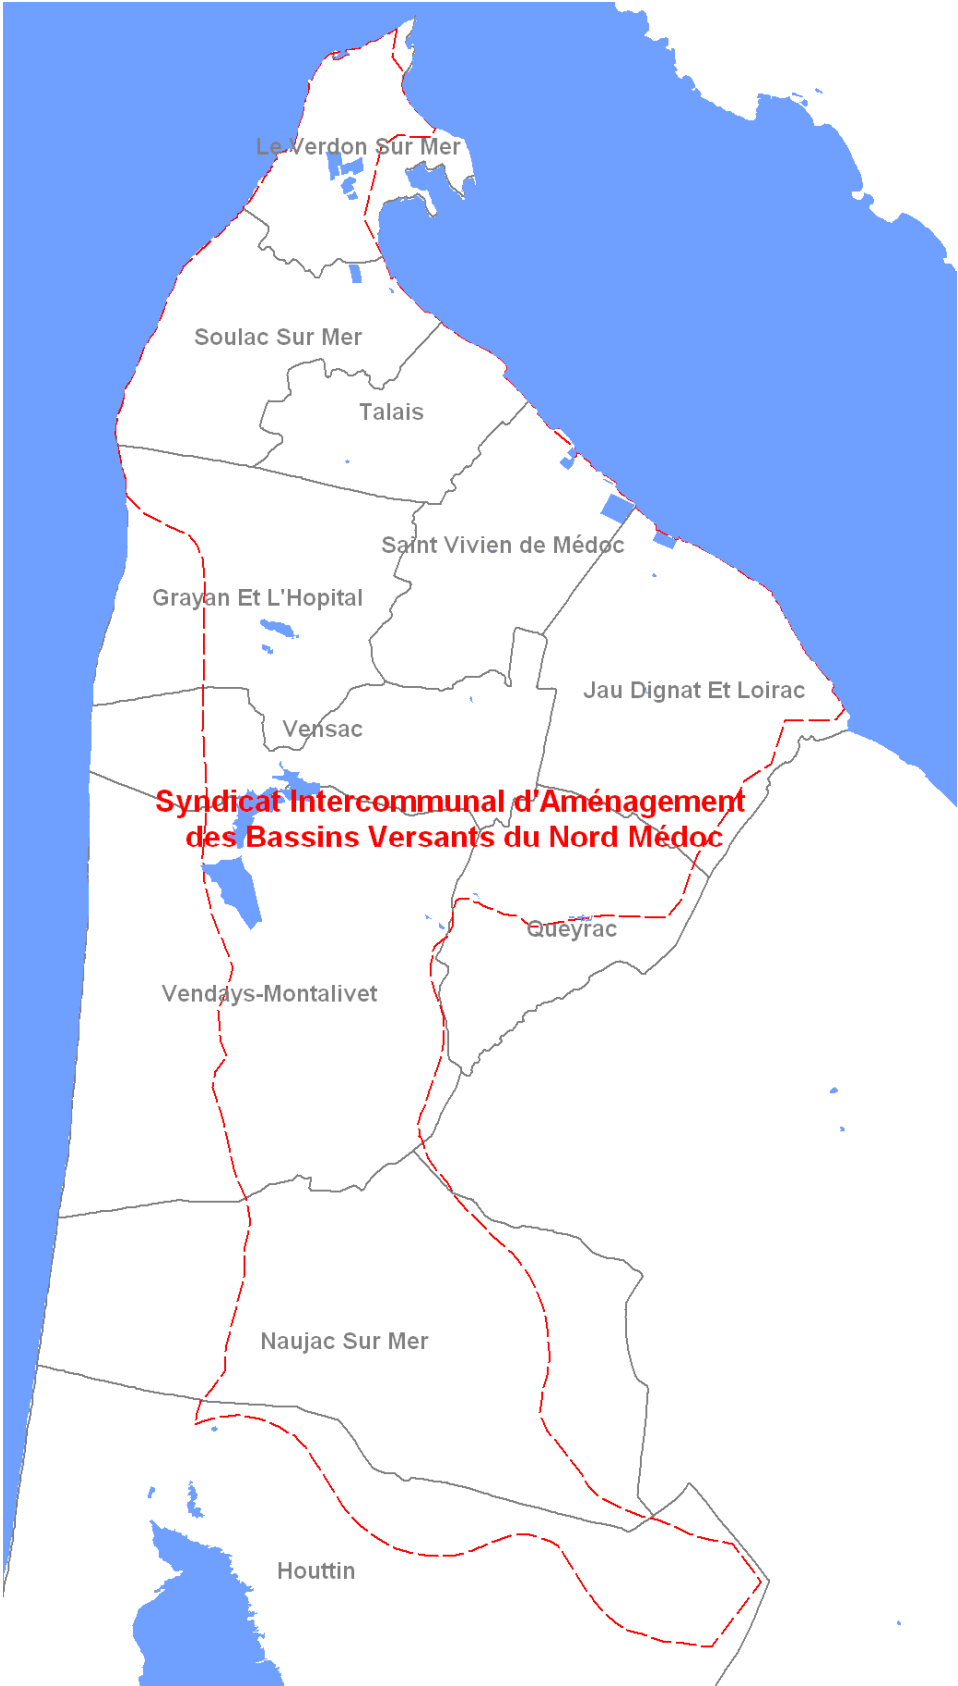 Le Verdon Sur Mer
Soulac Sur Mer
Talais
Saint Vivien de Médoc
Grayan Et L'Hopital
Jau Dignat Et Loirac
Vensac
Syndicat Intercommunal d'Aménagement
des Bassins Versants du Nord Médoc
Queyrac
Vendays-Montalivet
Naujac Sur Mer
Houttin